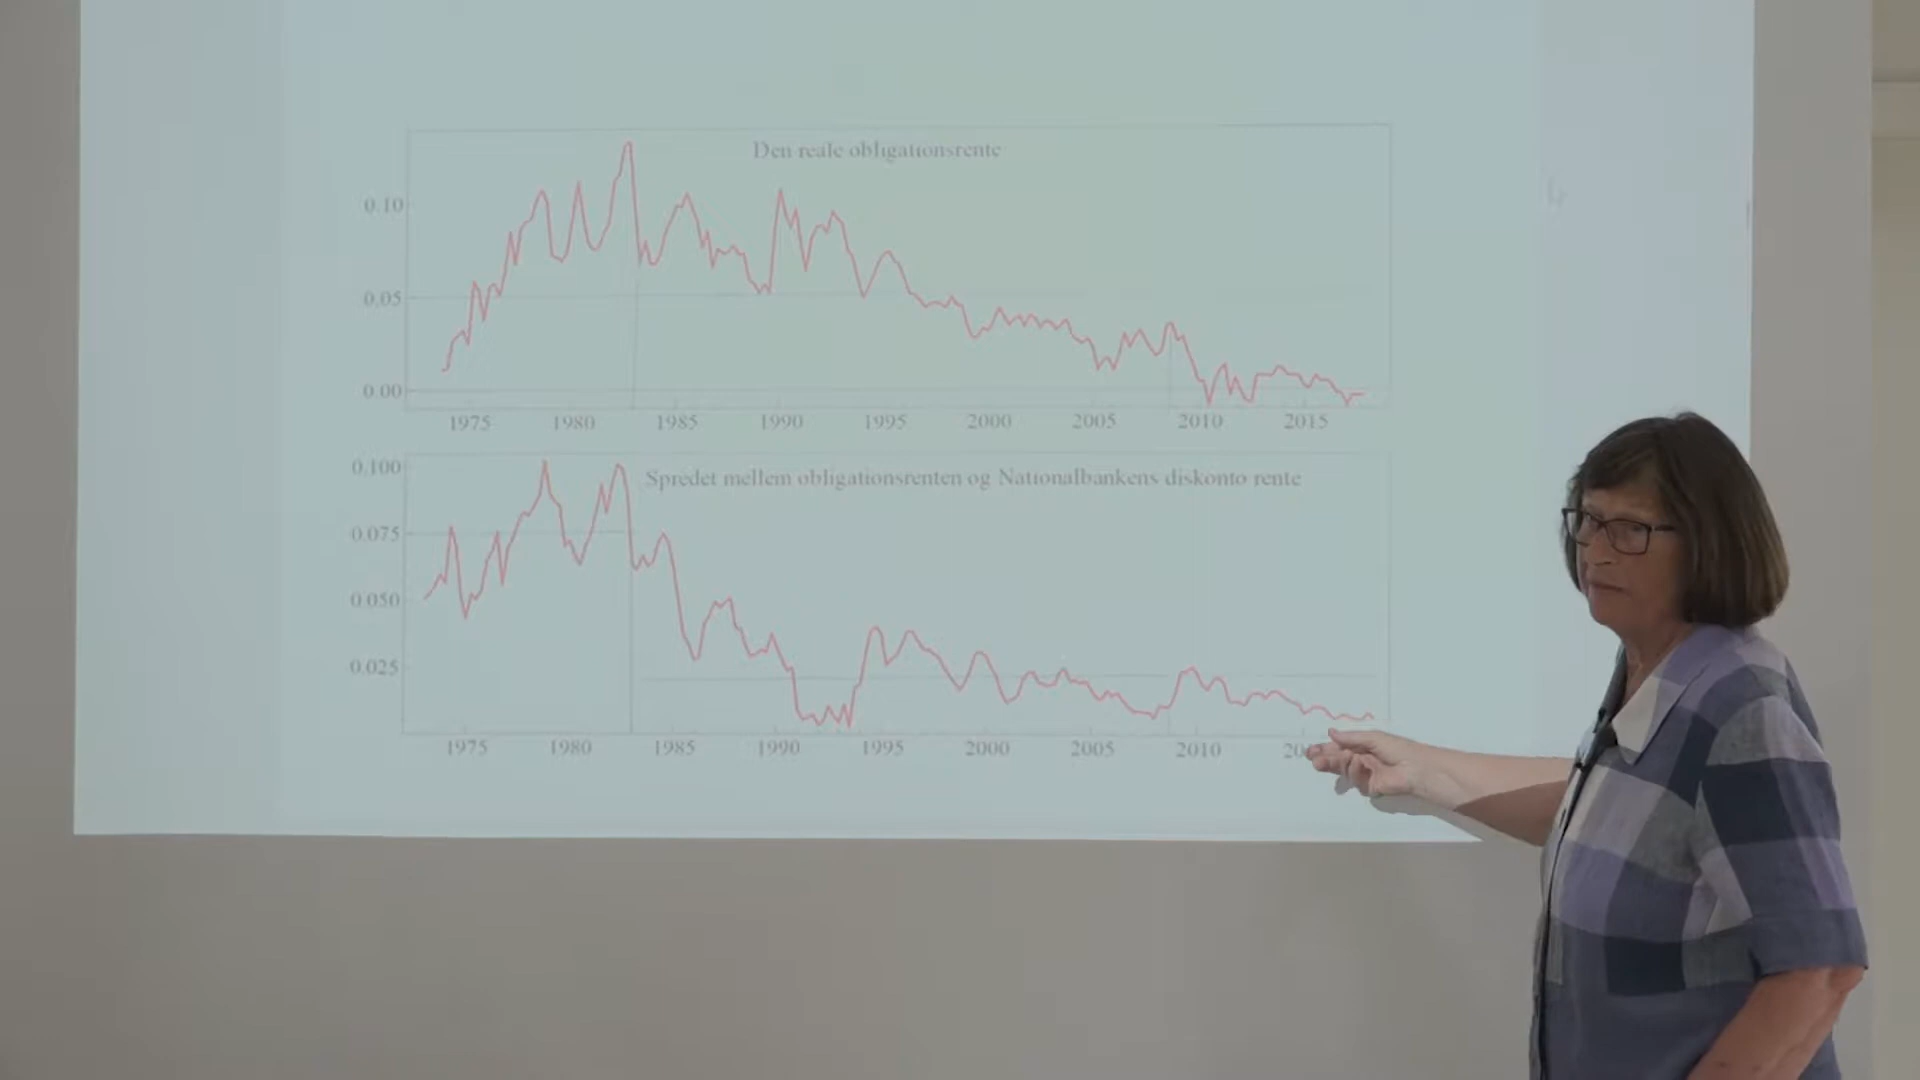 Den reale obligationsrente
0.10
0.05
0.00
1975 1980 1985 1990 1995 2000 2005 2010 2015
0.100
Spredet mellem obligationsrenten og Nationalbankens diskonto rente
0.075
0.050
0.025
1975 1980 1985 1990 1995 2000 2005 2010